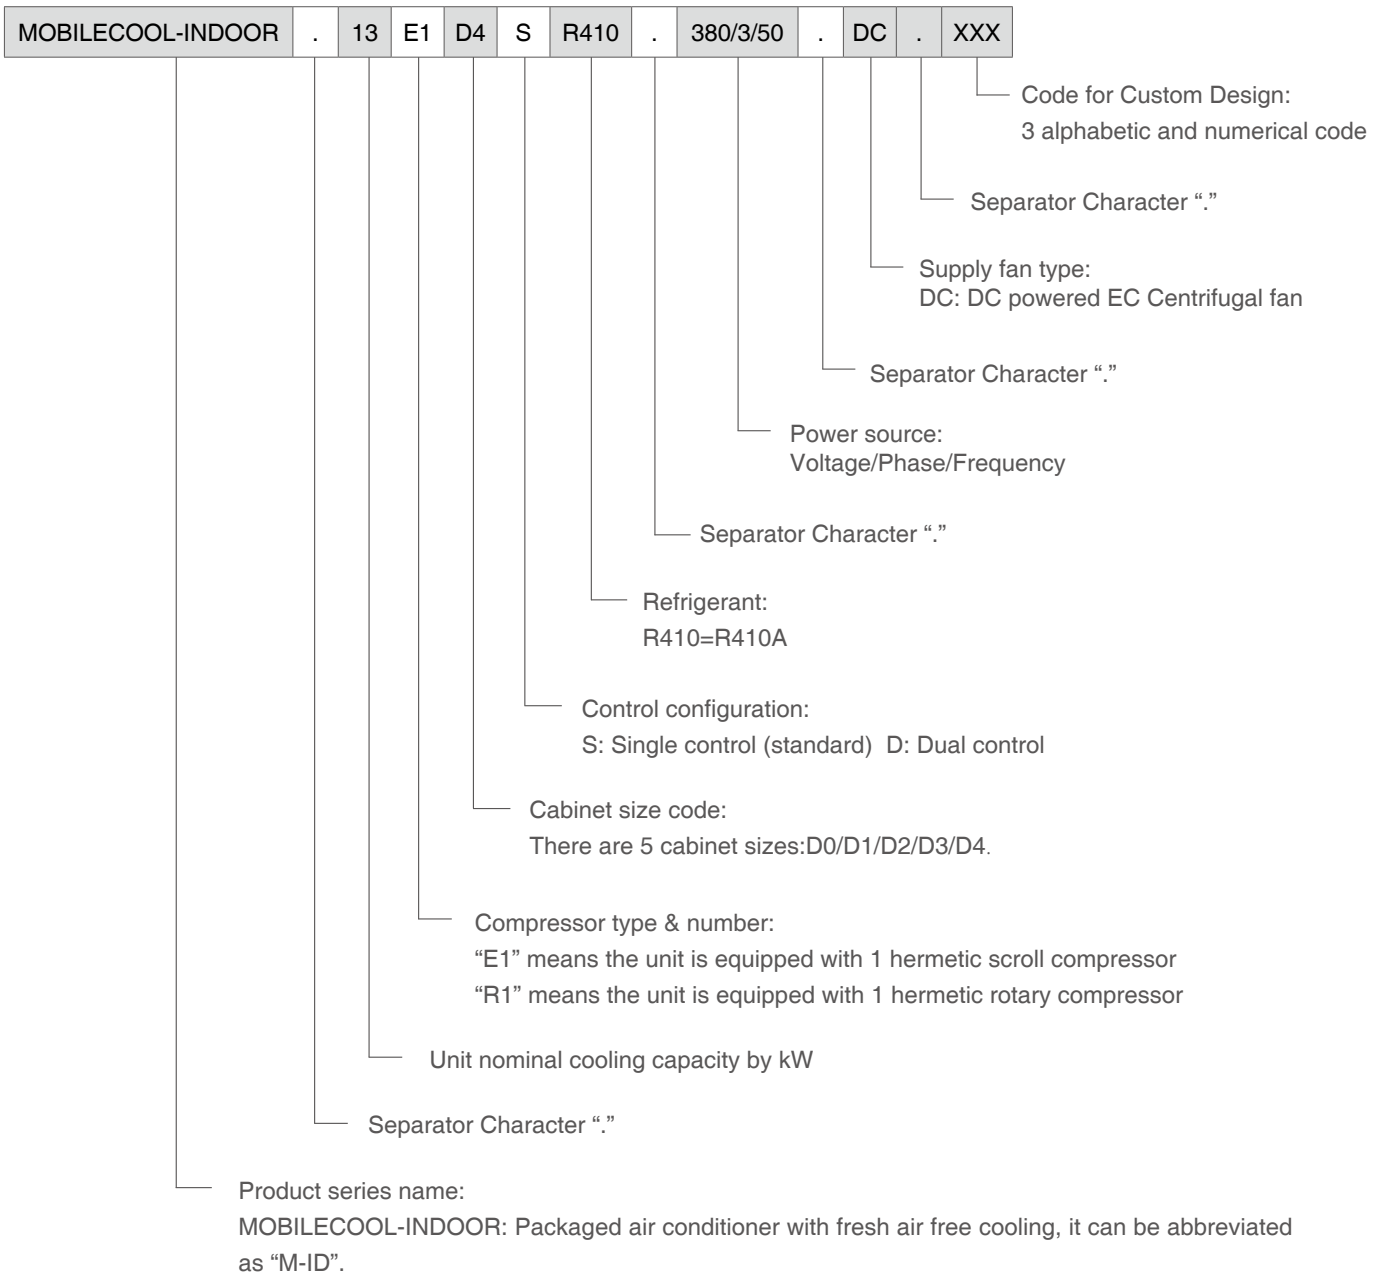 MOBILECOOL-INDOOR . 13 E1 D4 S R410 . 380/3/50 . DC . XXX
Code for Custom Design:
3 alphabetic and numerical code
Separator Character “.”
Supply fan type:
DC: DC powered EC Centrifugal fan
Separator Character “.”
Power source:
Voltage/Phase/Frequency
Separator Character “.”
Refrigerant:
R410=R410A
Control configuration:
S: Single control (standard) D: Dual control
Cabinet size code:
There are 5 cabinet sizes:D0/D1/D2/D3/D4.
Compressor type & number:
“E1” means the unit is equipped with 1 hermetic scroll compressor
“R1” means the unit is equipped with 1 hermetic rotary compressor
Unit nominal cooling capacity by kW
Separator Character “.”
Product series name:
MOBILECOOL-INDOOR: Packaged air conditioner with fresh air free cooling, it can be abbreviated
as “M-ID”.